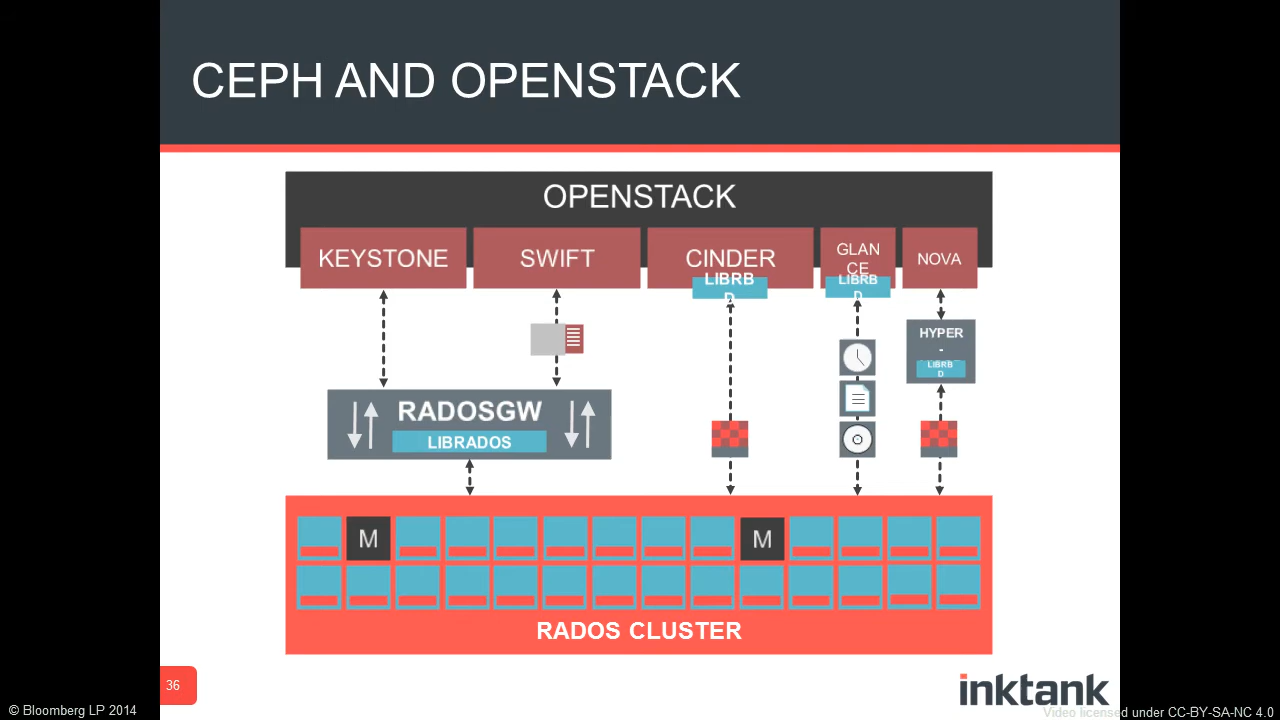 CEPH AND OPENSTACK
OPENSTACK
KEYSTONE
SWIFT
CINDER
LIBRB
D
GLAN
CE
LIBRB
D
NOVA
HYPER
-
LIBRB
D
RADOSGW
LIBRADOS
M
M
RADOS CLUSTER
36
inktank
© Bloomberg LP 2014
Video licensed under CC-BY-SA-NC 4.0